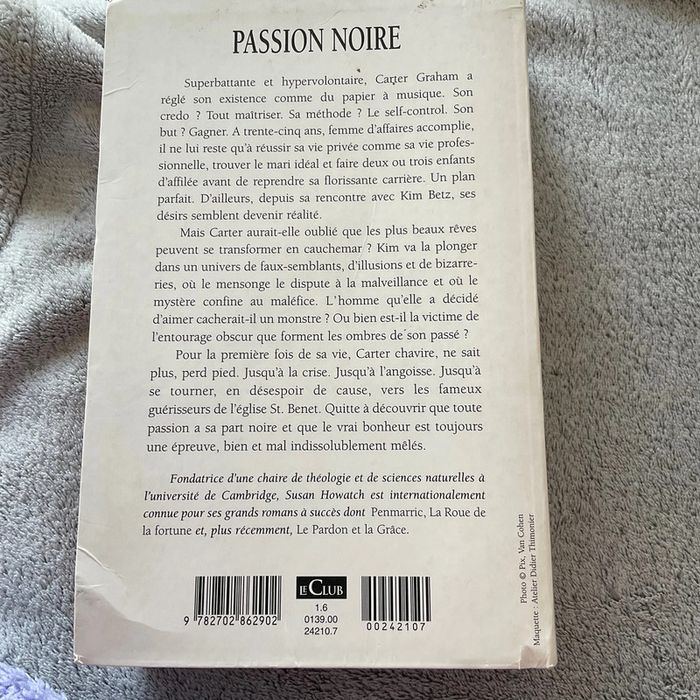 PASSION NOIRE
Superbattante et hypervolontaire, Carter Graham a
réglé son existence comme du papier à musique. Son
credo ? Tout maîtriser. Sa méthode ? Le self-control. Son
but ? Gagner. A trente-cinq ans, femme d'affaires accomplie,
il ne lui reste qu'à réussir sa vie privée comme sa vie profes-
sionnelle, trouver le mari idéal et faire deux ou trois enfants
d'affilée avant de reprendre sa florissante carrière. Un plan
parfait. D'ailleurs, depuis sa rencontre avec Kim Betz, ses
désirs semblent devenir réalité.
Mais Carter aurait-elle oublié que les plus beaux rêves
peuvent se transformer en cauchemar ? Kim va la plonger
dans un univers de faux-semblants, d'illusions et de bizarre-
ries, où le mensonge le dispute à la malveillance et où le
mystère confine au maléfice. L'homme qu'elle a décidé
d'aimer cacherait-il un monstre ? Ou bien est-il la victime de
l'entourage obscur que forment les ombres de son passé ?
Pour la première fois de sa vie, Carter chavire, ne sait
plus, perd pied. Jusqu'à la crise. Jusqu'à l'angoisse. Jusqu'à
se tourner, en désespoir de cause, vers les fameux
guérisseurs de l'église St. Benet. Quitte à découvrir que toute
passion a sa part noire et que le vrai bonheur est toujours
une épreuve, bien et mal indissolublement mêlés.
Fondatrice d'une chaire de théologie et de sciences naturelles à
l'université de Cambridge, Susan Howatch est internationalement
connue pour ses grands romans à succès dont Penmarric, La Roue de
la fortune et, plus récemment, Le Pardon et la Grâce.
Photo © Pix, Van Cohen
Maquette : Atelier Didier Thimonier
LE CLUB
1.6
0139.00
24210.7
9 782702 862902
00242107